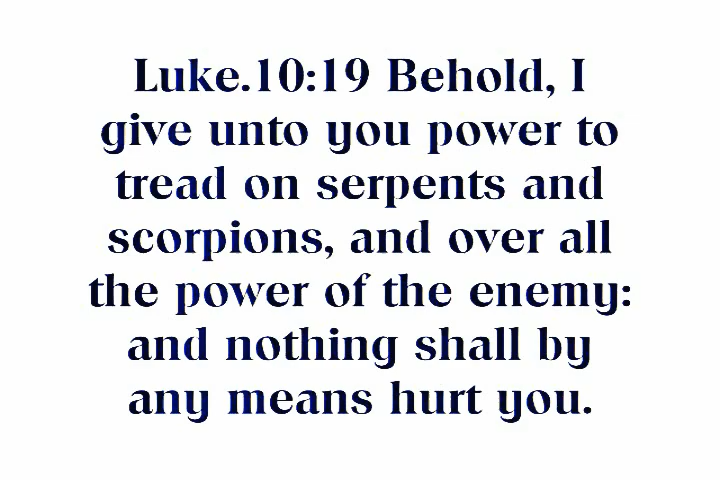 Luke.10:19 Behold, I
give unto you power to
tread on serpents and
scorpions, and over all
the power of the enemy:
and nothing shall by
any means hurt you.